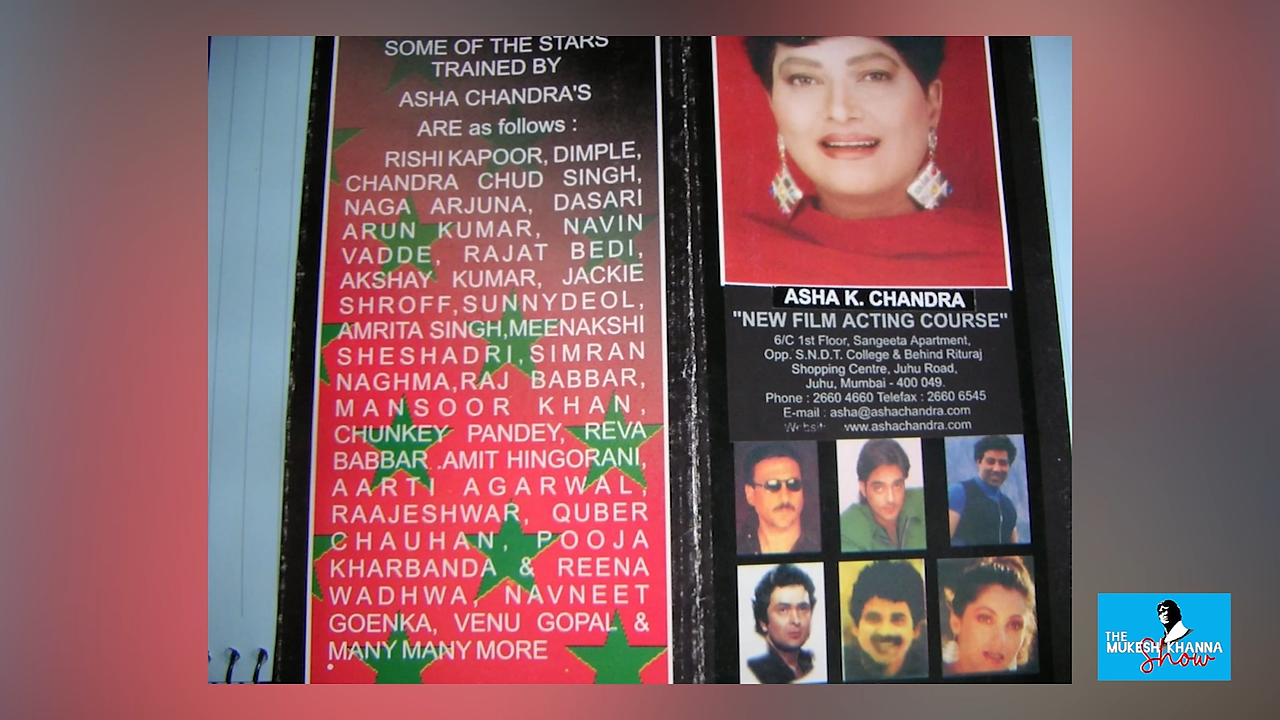 SOME OF THE STARS
TRAINED BY
ASHA CHANDRA'S
ARE as follows :
RISHI KAPOOR, DIMPLE,
CHANDRA CHUD SINGH,
NAGA ARJUNA, DASARI
ARUN KUMAR, NAVIN
VADDE, RAJAT BEDI,
AKSHAY KUMAR, JACKIE
SHROFF,SUNNYDEOL,
AMRITA SINGH,MEENAKSHI
SHESHADRI,SIMRAN
NAGHMA,RAJ BABBAR,
MANSOOR KHAN,
CHUNKEY PANDEY, REVA
BABBAR .AMIT HINGORANI,
AARTI AGARWAL,
RAAJESHWAR, QUBER
CHAUHAN, POOJA
KHARBANDA & REENA
WADHWA, NAVNEET
GOENKA, VENU GOPAL &
MANY MANY MORE
ASHA K. CHANDRA
"NEW FILM ACTING COURSE"
6/C 1st Floor, Sangeeta Apartment,
Opp. S.N.D.T. College & Behind Rituraj
Shopping Centre, Juhu Road,
Juhu, Mumbai - 400 049.
Phone : 2660 4660 Telefax : 2660 6545
E-mail : asha@ashachandra.com
www.ashachandra.com
THE
MUKESH KHANNA
Show